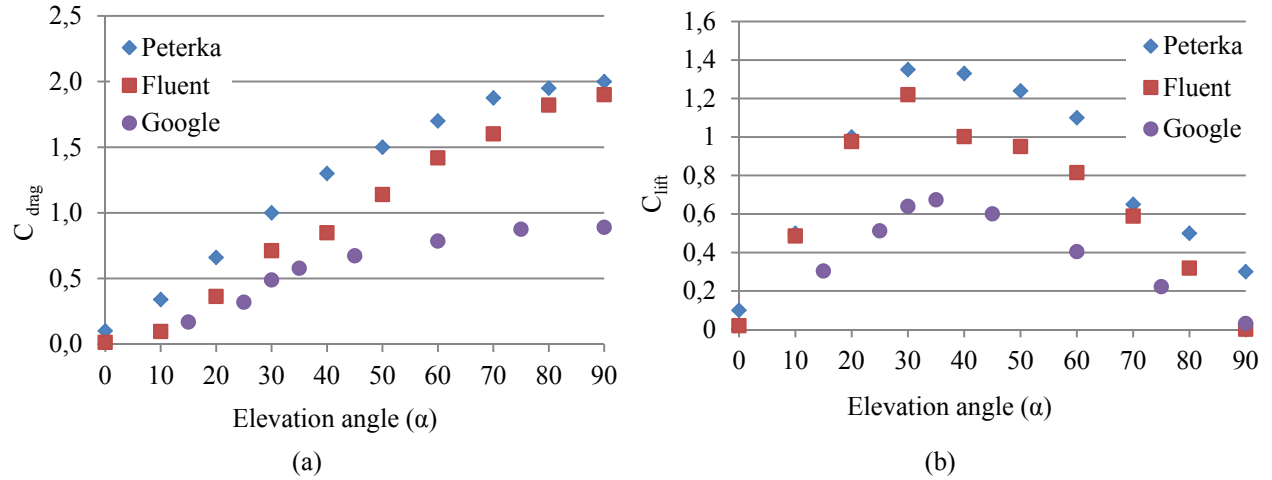 2,5
2,0
1,5
1,0
0,5
0,0
C drag
Peterka
Fluent
Google
0 10 20 30 40 50 60 70 80 90
Elevation angle (α)
(a)
1,6
1,4
1,2
1
0,8
0,6
0,4
0,2
0
C lift
Peterka
Fluent
Google
0 10 20 30 40 50 60 70 80 90
Elevation angle (α)
(b)